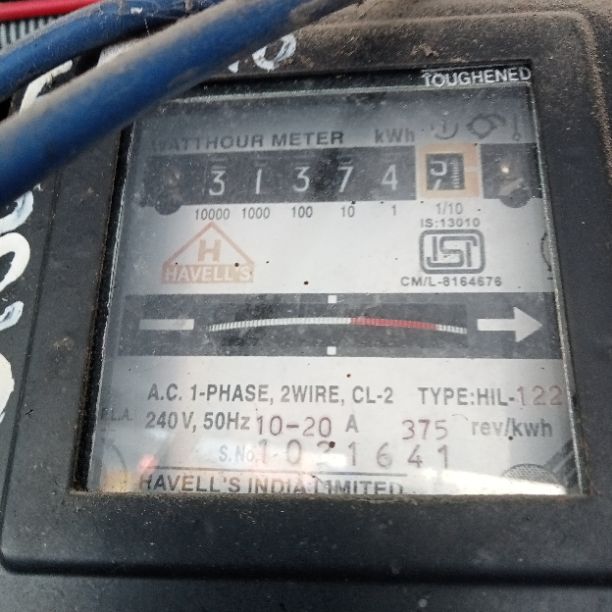 TOUGHENED
WATTHOUR METER kWh
3 1 3 7 4
10000 1000 100 10 1 1/10
IS:13010
H
HAVELL'S
ISI
CM/L-8164676
A.C. 1-PHASE, 2WIRE, CL-2 TYPE:HIL-122
240V, 50Hz 10-20 A 375 rev/kwh
S. No. 1021641
HAVELL'S INDIA LIMITED